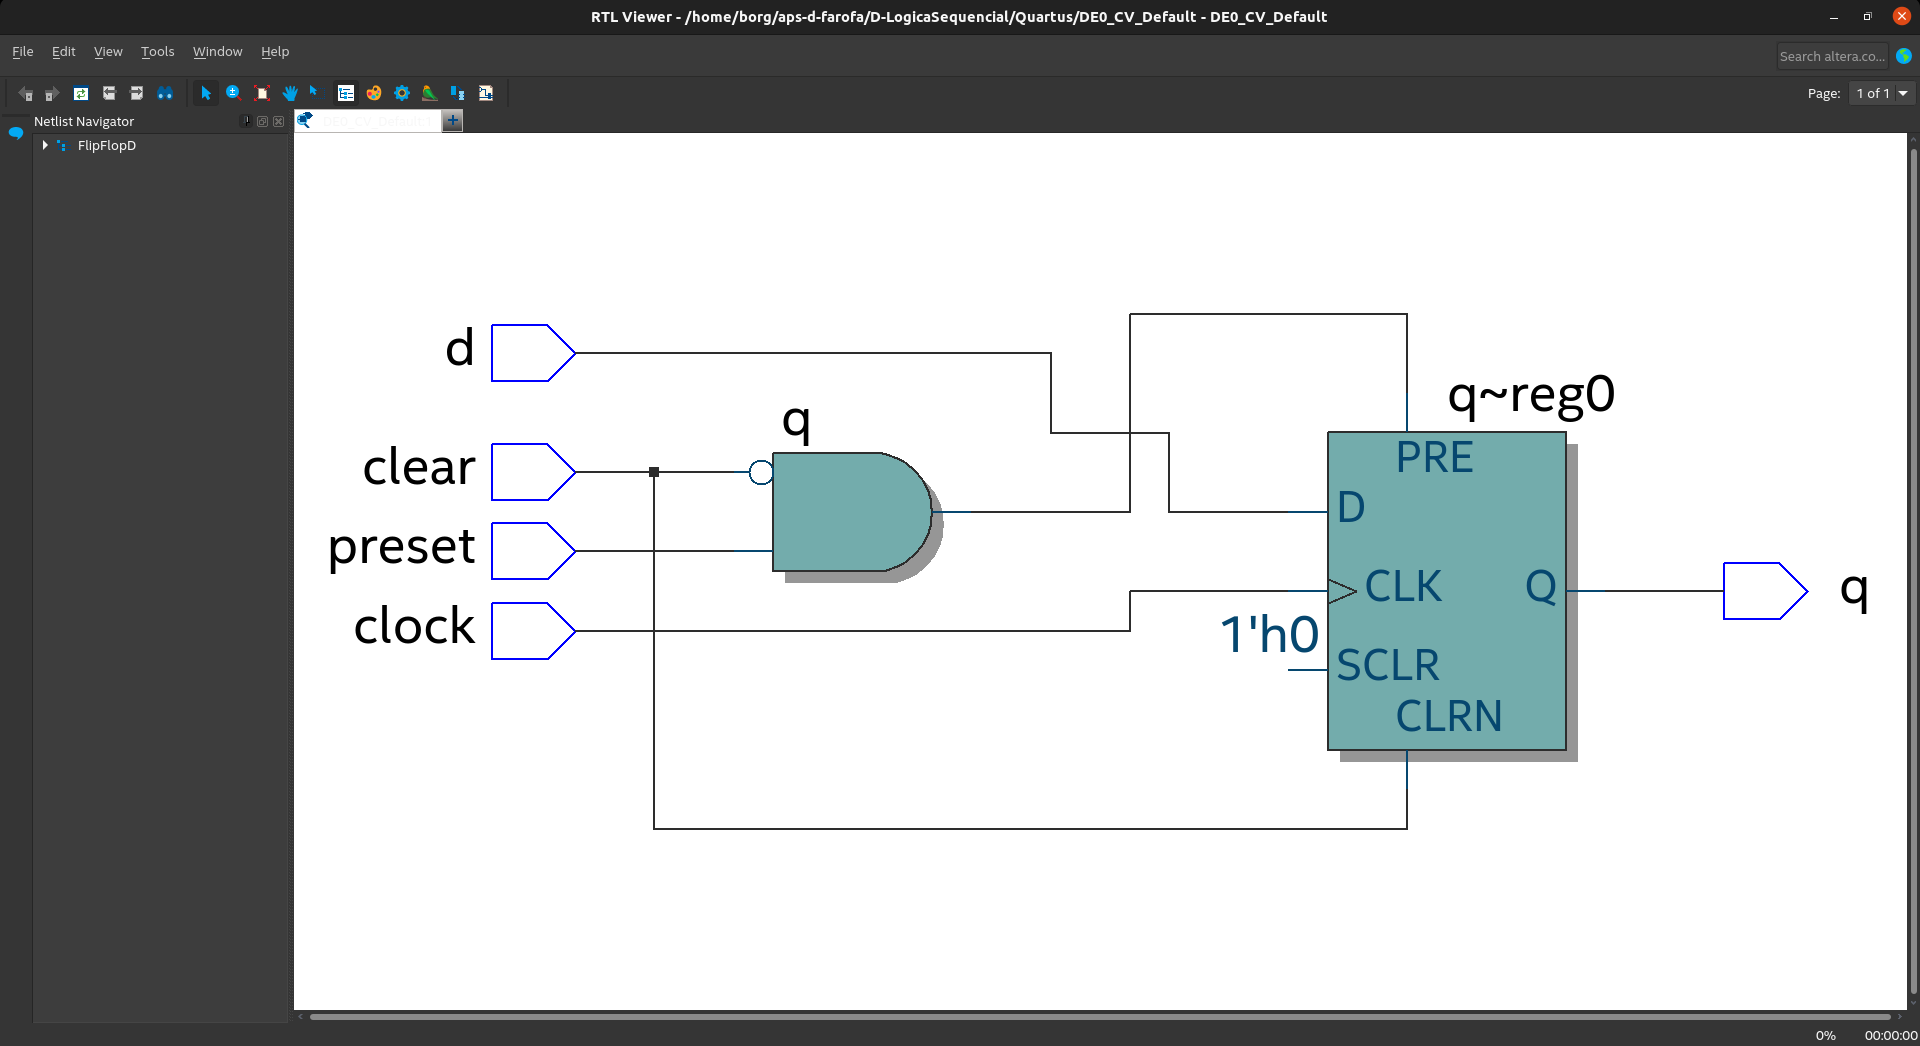 RTL Viewer - /home/borg/aps-d-farofa/D-LogicaSequencial/Quartus/DE0_CV_Default - DE0_CV_Default
File Edit View Tools Window Help
Search altera.co...
Page: 1 of 1
Netlist Navigator
DE0_CV_Default:1
FlipFlopD
d
q~reg0
q
PRE
clear
D
preset
CLK
Q
q
clock
1'h0
SCLR
CLRN
0% 00:00:00